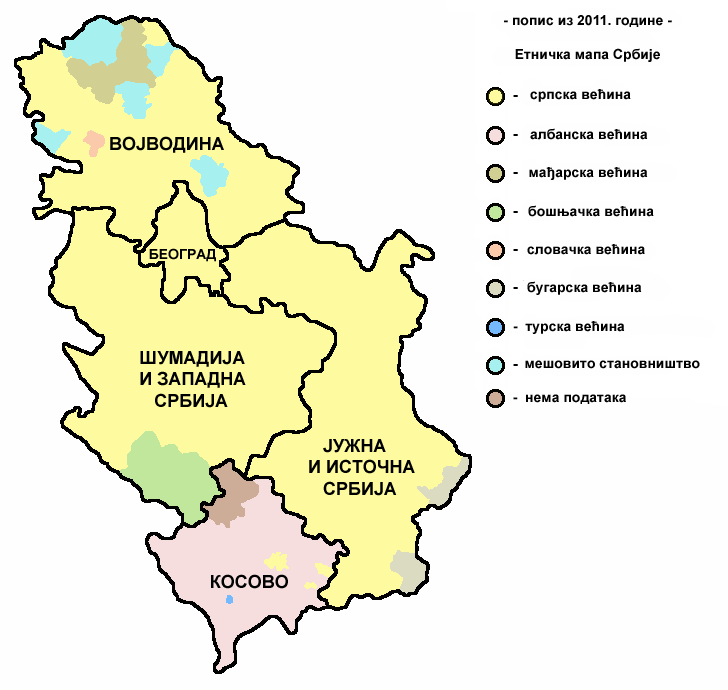 - попис из 2011. године -
Етничка мапа Србије
- српска већина
- албанска већина
- мађарска већина
- бошњачка већина
- словачка већина
- бугарска већина
- турска већина
- мешовито становништво
- нема података
ВОЈВОДИНА
БЕОГРАД
ШУМАДИЈА
И ЗАПАДНА
СРБИЈА
ЈУЖНА
И ИСТОЧНА
СРБИЈА
КОСОВО